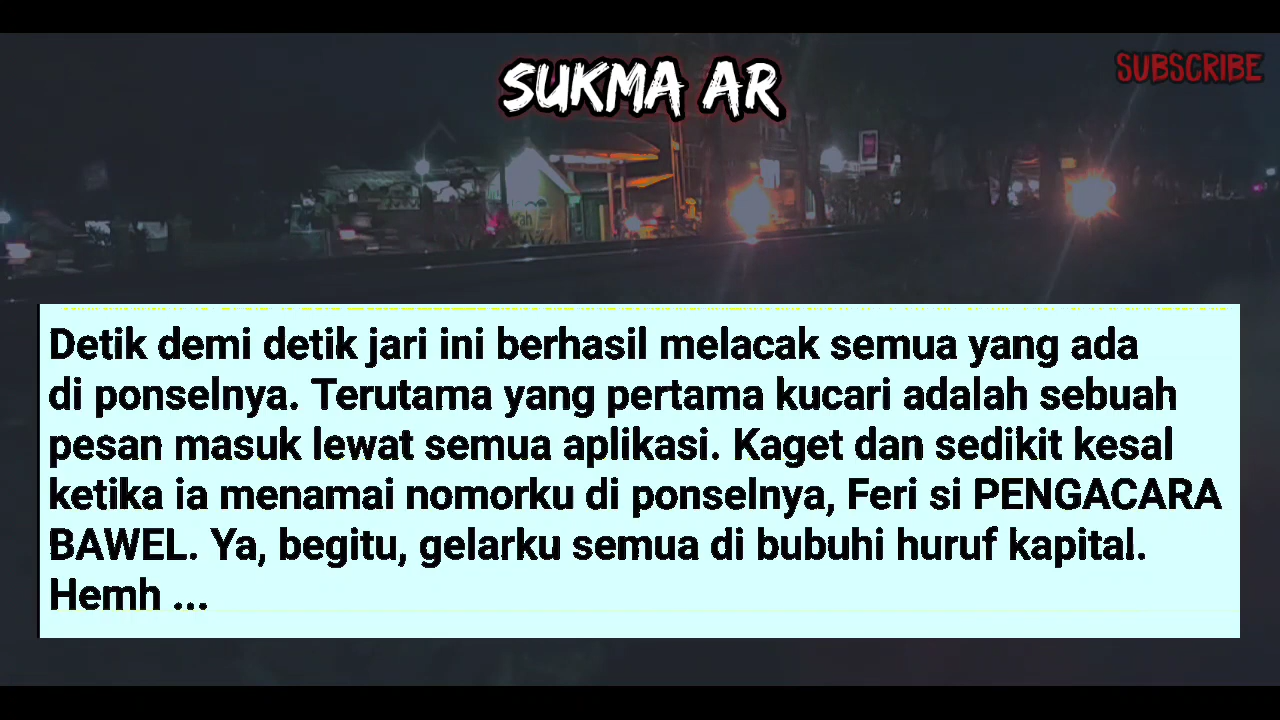 SUKMA AR
SUBSCRIBE
Detik demi detik jari ini berhasil melacak semua yang ada
di ponselnya. Terutama yang pertama kucari adalah sebuah
pesan masuk lewat semua aplikasi. Kaget dan sedikit kesal
ketika ia menamai nomorku di ponselnya, Feri si PENGACARA
BAWEL. Ya, begitu, gelarku semua di bubuhi huruf kapital.
Hemh ...